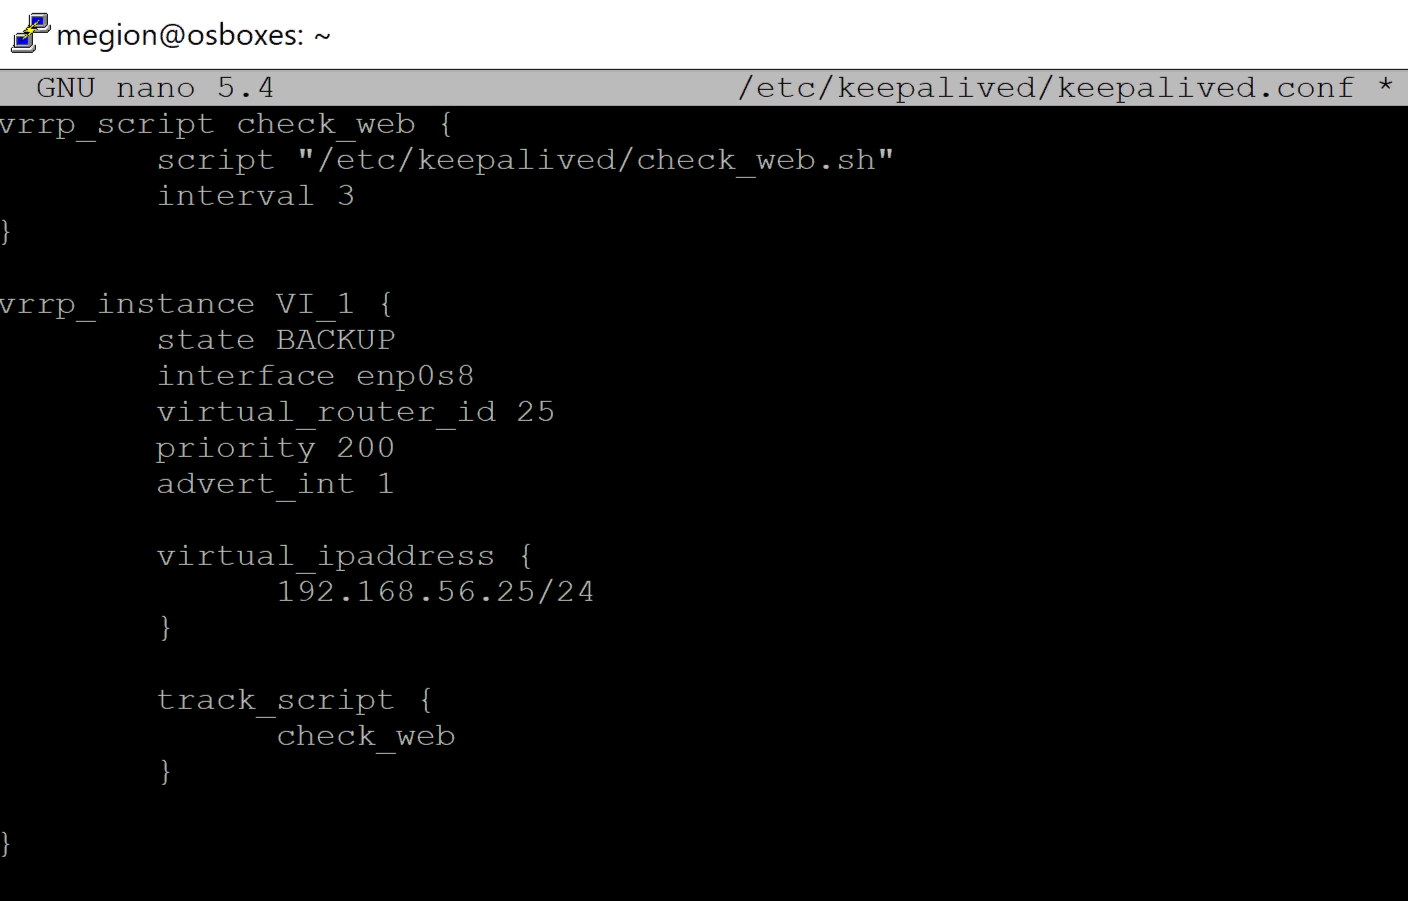 megion@osboxes: ~
GNU nano 5.4 /etc/keepalived/keepalived.conf *
vrrp_script check_web {
        script "/etc/keepalived/check_web.sh"
        interval 3
}

vrrp_instance VI_1 {
        state BACKUP
        interface enp0s8
        virtual_router_id 25
        priority 200
        advert_int 1

        virtual_ipaddress {
              192.168.56.25/24
        }

        track_script {
              check_web
        }

}